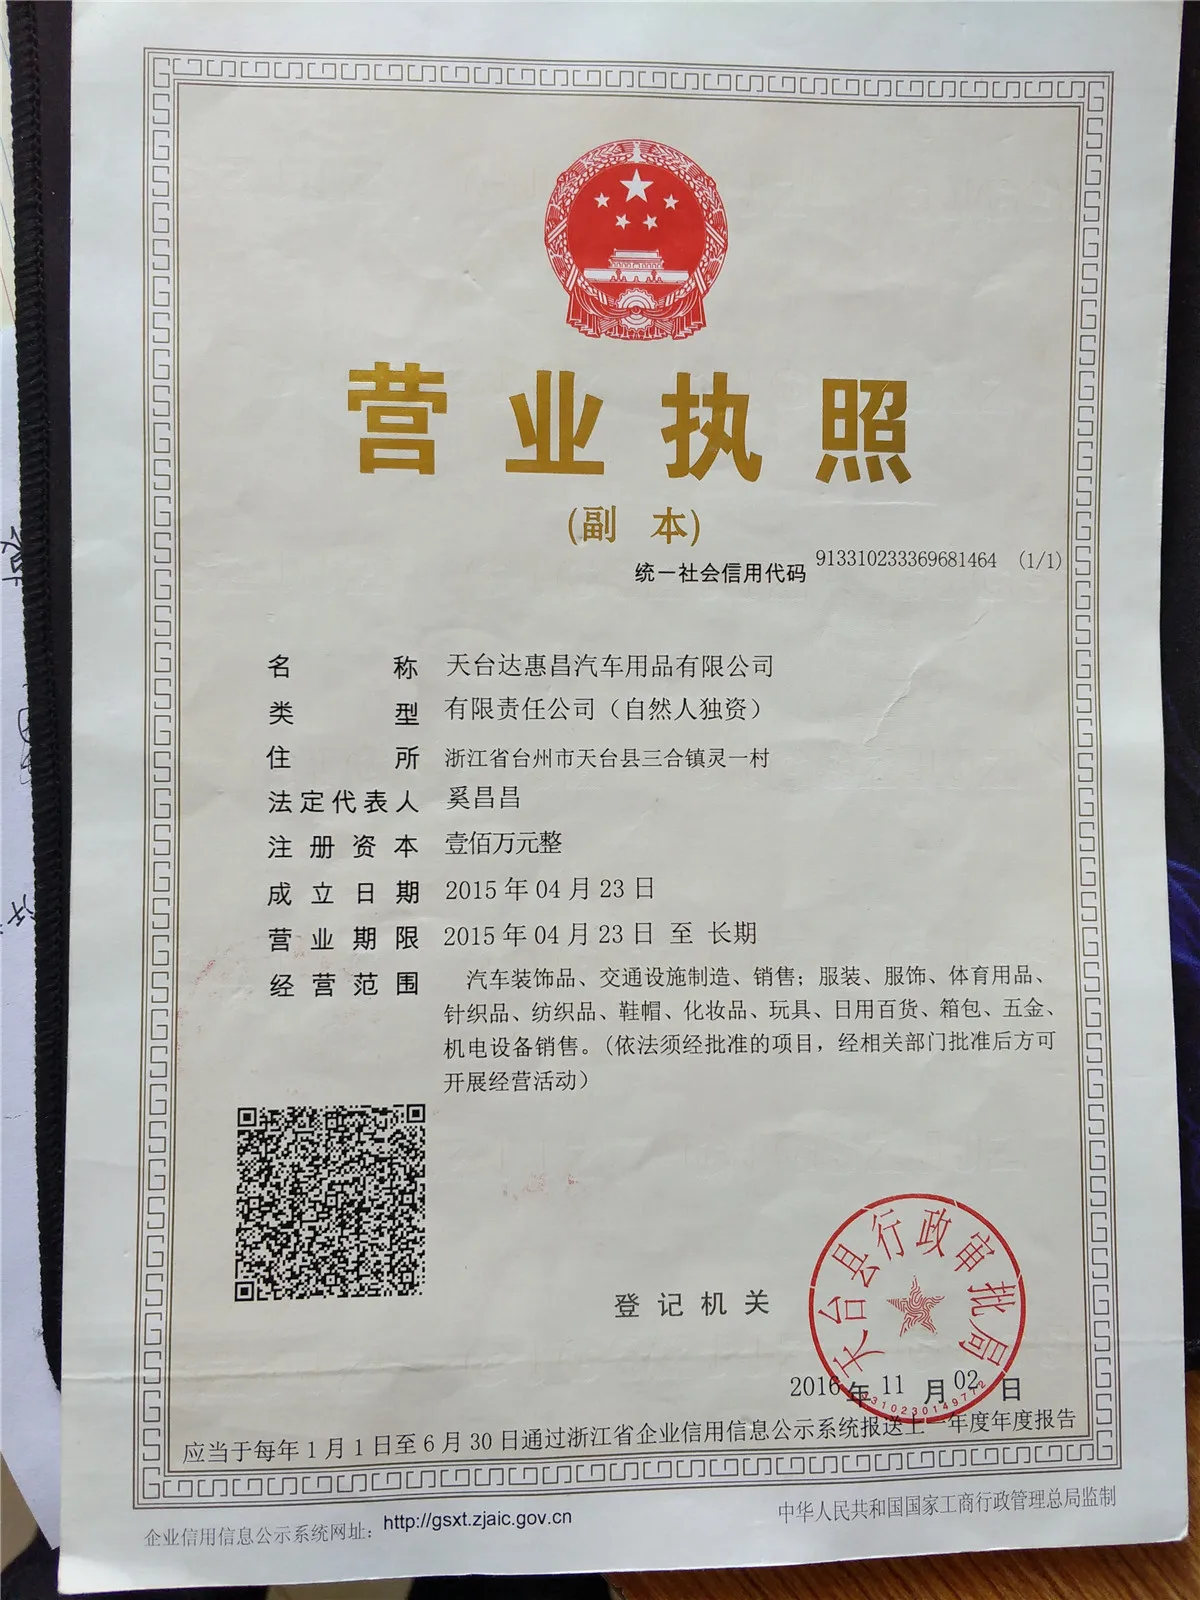 营业执照
(副 本)
统一社会信用代码 913310233369681464 (1/1)
名称 天台达惠昌汽车用品有限公司
类型 有限责任公司（自然人独资）
住所 浙江省台州市天台县三合镇灵一村
法定代表人 奚昌昌
注册资本 壹佰万元整
成立日期 2015年04月23日
营业期限 2015年04月23日 至 长期
经营范围 汽车装饰品、交通设施制造、销售；服装、服饰、体育用品、
针织品、纺织品、鞋帽、化妆品、玩具、日用百货、箱包、五金、
机电设备销售。(依法须经批准的项目，经相关部门批准后方可
开展经营活动）
登记机关
天台县行政审批局
2016年11月02日
应当于每年1月1日至6月30日通过浙江省企业信用信息公示系统报送上一年度年度报告
企业信用信息公示系统网址： http://gsxt.zjaic.gov.cn
中华人民共和国国家工商行政管理总局监制